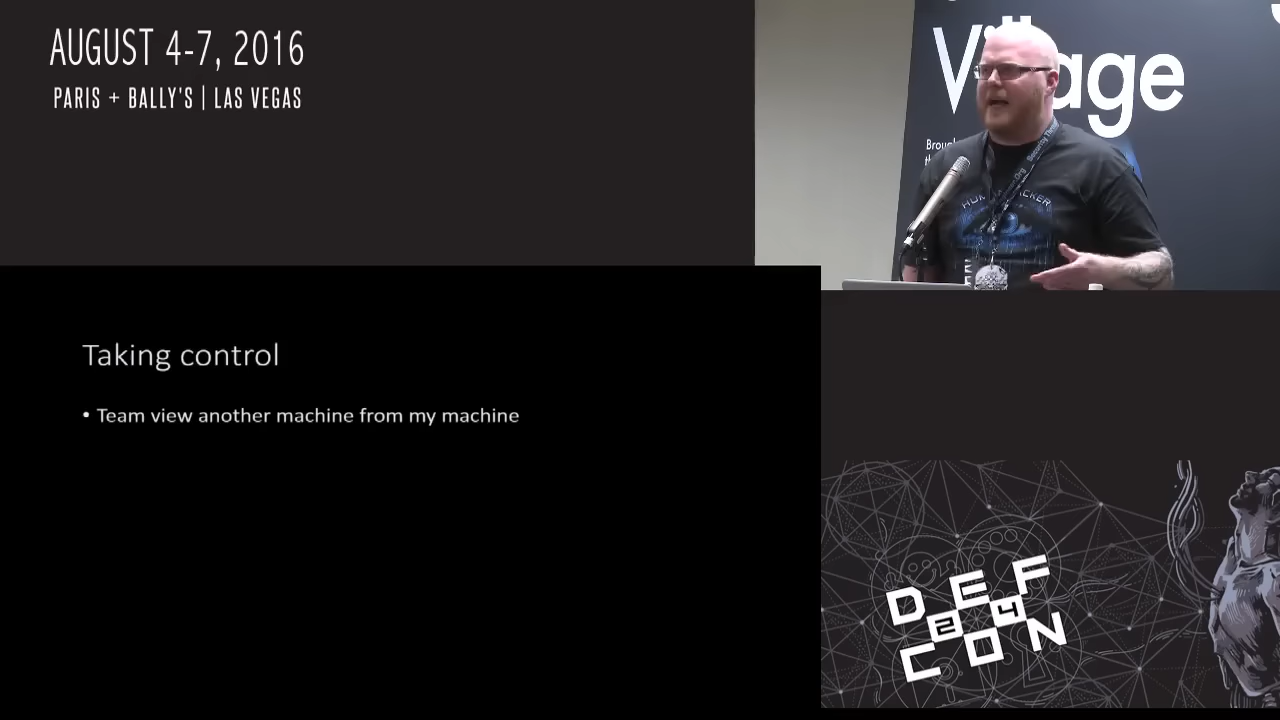 AUGUST 4-7, 2016
PARIS + BALLY'S | LAS VEGAS
Village
Taking control
• Team view another machine from my machine
DEF
24
CON